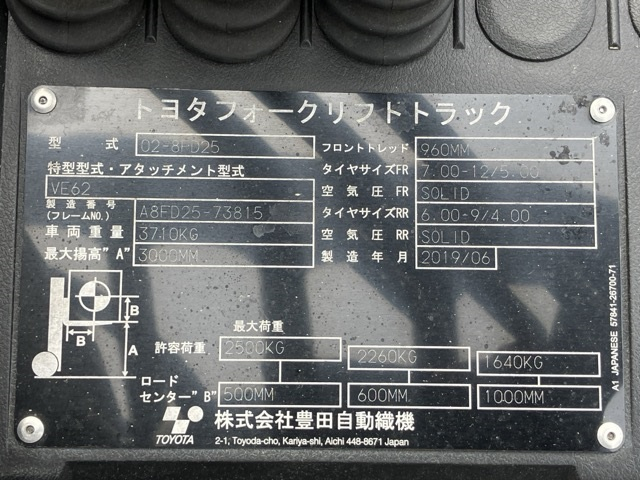 トヨタフォークリフトトラック
型 式 02-8FD25
特型型式・アタッチメント型式
VE62
製造番号 (フレームNO.) A8FD25-73815
車両重量 3710KG
最大揚高"A" 3000MM
フロントトレッド 960MM
タイヤサイズFR 7.00-12/5.00
空気圧 FR SOLID
タイヤサイズRR 6.00-9/4.00
空気圧 RR SOLID
製造年月 2019/06
B
B
A
最大荷重
許容荷重 2500KG 2260KG 1640KG
ロードセンター"B" 500MM 600MM 1000MM
TOYOTA
株式会社豊田自動織機
2-1, Toyoda-cho, Kariya-shi, Aichi 448-8671 Japan
A1 JAPANESE 57841-26700-71